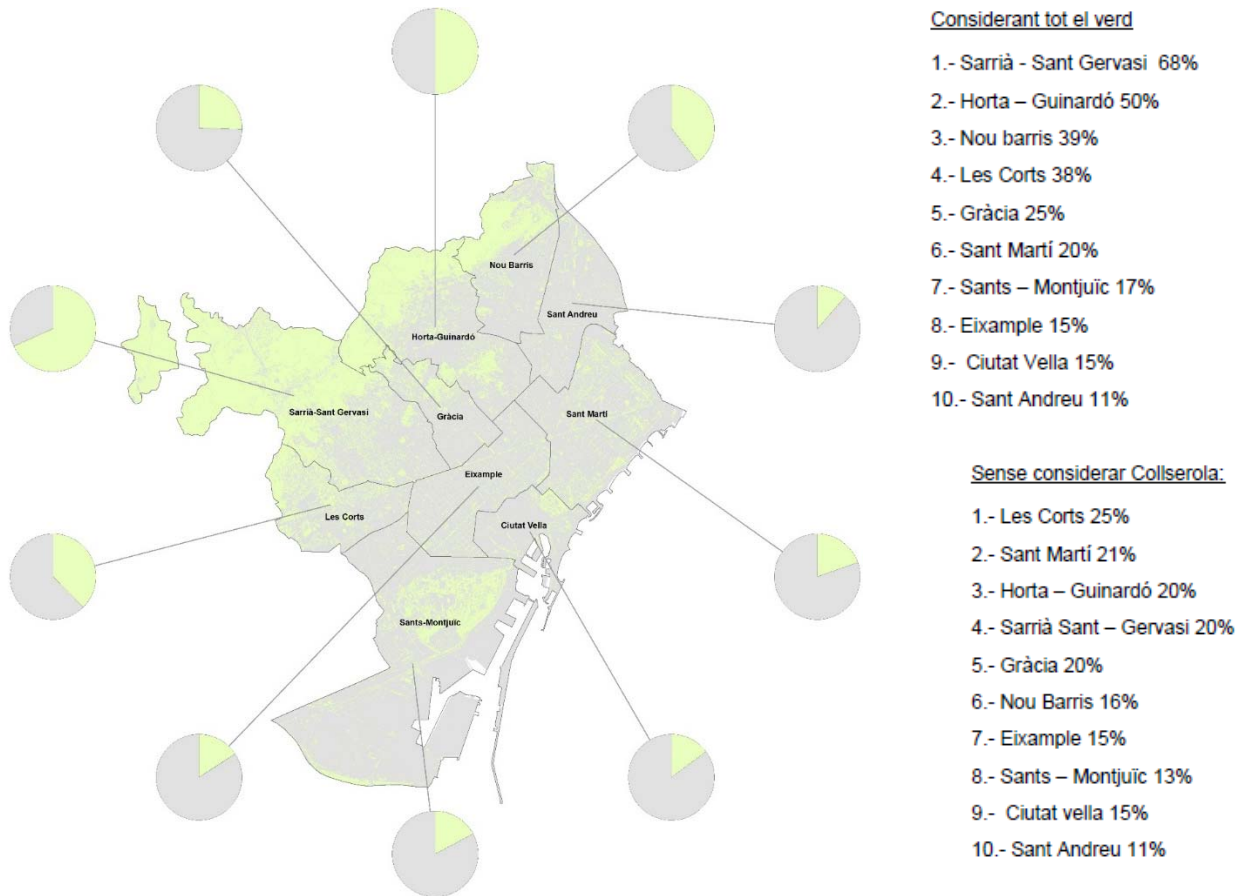 Considerant tot el verd
1.- Sarrià - Sant Gervasi 68%
2.- Horta – Guinardó 50%
3.- Nou barris 39%
4.- Les Corts 38%
5.- Gràcia 25%
6.- Sant Martí 20%
7.- Sants – Montjuïc 17%
8.- Eixample 15%
9.- Ciutat Vella 15%
10.- Sant Andreu 11%
Sense considerar Collserola:
1.- Les Corts 25%
2.- Sant Martí 21%
3.- Horta – Guinardó 20%
4.- Sarrià Sant – Gervasi 20%
5.- Gràcia 20%
6.- Nou Barris 16%
7.- Eixample 15%
8.- Sants – Montjuïc 13%
9.- Ciutat vella 15%
10.- Sant Andreu 11%
Nou Barris
Sant Andreu
Horta-Guinardó
Sarrià-Sant Gervasi
Gràcia
Sant Martí
Eixample
Les Corts
Ciutat Vella
Sants-Montjuïc